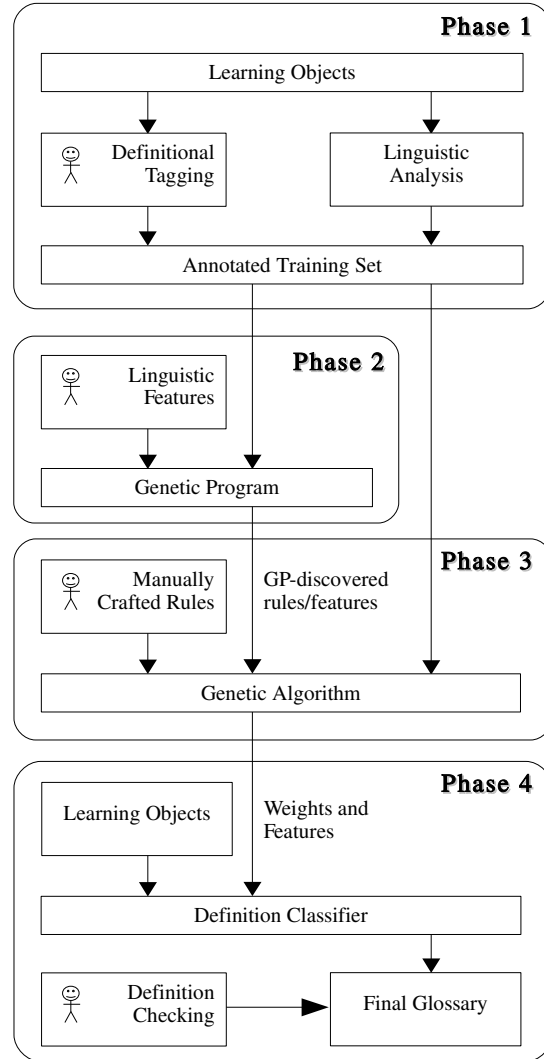 Phase 1
Learning Objects
Definitional
Tagging
Linguistic
Analysis
Annotated Training Set
Phase 2
Linguistic
Features
Genetic Program
Phase 3
Manually
Crafted Rules
GP-discovered
rules/features
Genetic Algorithm
Phase 4
Learning Objects
Weights and
Features
Definition Classifier
Definition
Checking
Final Glossary